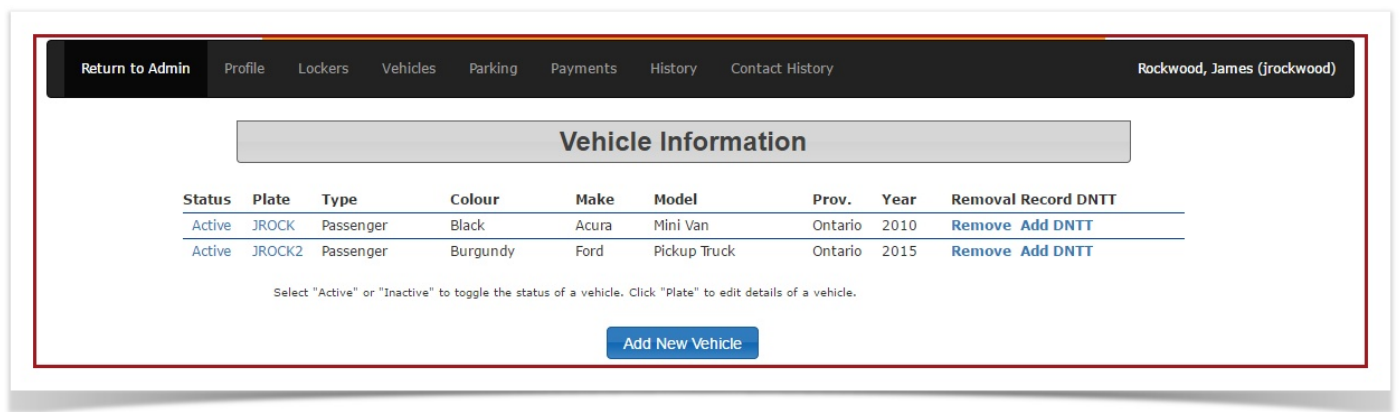 Return to Admin Profile Lockers Vehicles Parking Payments History Contact History Rockwood, James (jrockwood)
Vehicle Information
Status Plate Type Colour Make Model Prov. Year Removal Record DNTT
Active JROCK Passenger Black Acura Mini Van Ontario 2010 Remove Add DNTT
Active JROCK2 Passenger Burgundy Ford Pickup Truck Ontario 2015 Remove Add DNTT
Select "Active" or "Inactive" to toggle the status of a vehicle. Click "Plate" to edit details of a vehicle.
Add New Vehicle